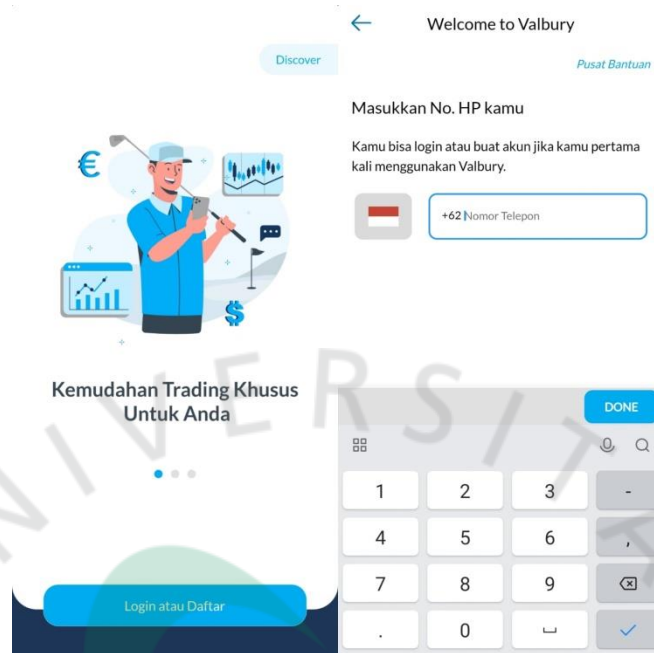 Discover
Kemudahan Trading Khusus
Untuk Anda
Login atau Daftar
Welcome to Valbury
Pusat Bantuan
Masukkan No. HP kamu
Kamu bisa login atau buat akun jika kamu pertama
kali menggunakan Valbury.
+62 Nomor Telepon
DONE
1 2 3 -
4 5 6 ,
7 8 9
. 0